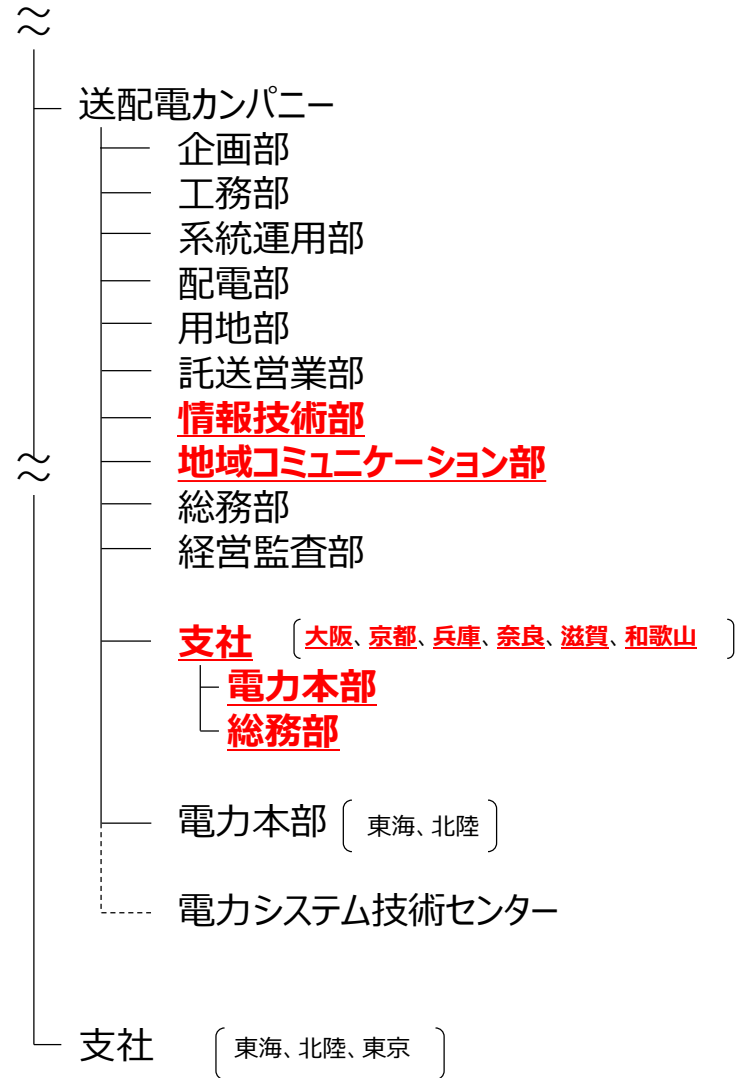 送配電カンパニー
企画部
工務部
系統運用部
配電部
用地部
託送営業部
情報技術部
地域コミュニケーション部
総務部
経営監査部
支社 〔大阪、京都、兵庫、奈良、滋賀、和歌山〕
電力本部
総務部
電力本部〔東海、北陸〕
電力システム技術センター
支社 〔東海、北陸、東京〕